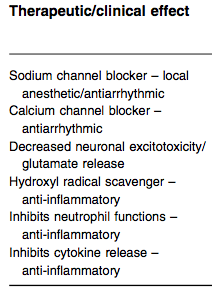 Therapeutic/clinical effect
Sodium channel blocker – local
anesthetic/antiarrhythmic
Calcium channel blocker –
antiarrhythmic
Decreased neuronal excitotoxicity/
glutamate release
Hydroxyl radical scavenger –
anti-inflammatory
Inhibits neutrophil functions –
anti-inflammatory
Inhibits cytokine release –
anti-inflammatory